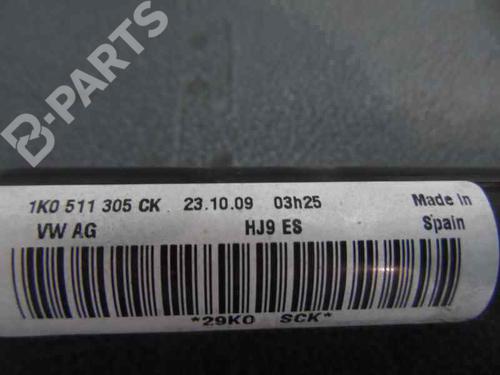 B-PARTS
1K0 511 305 CK 23.10.09 03h25 Made in
VW AG HJ9 ES Spain
*29K0 SCK*